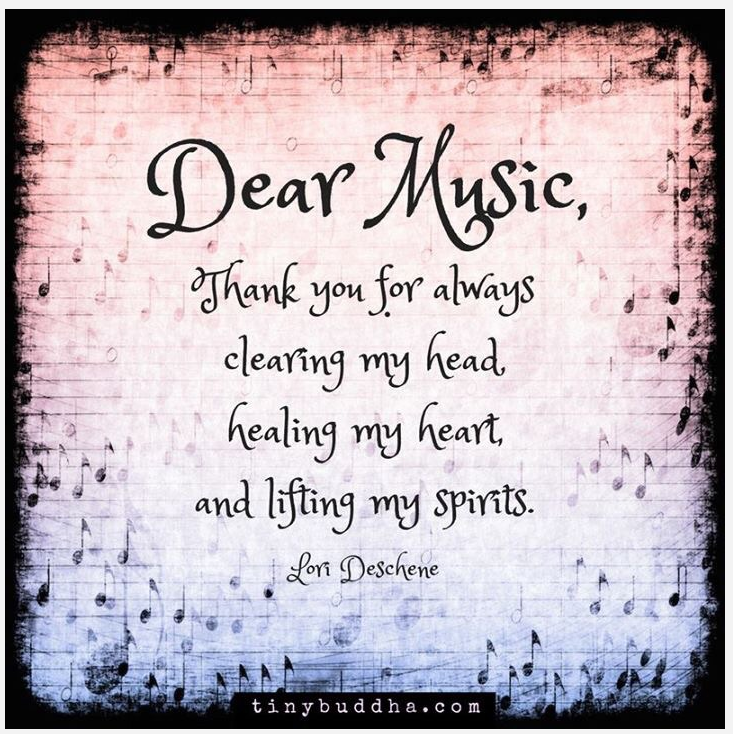 Dear Music,
Thank you for always
clearing my head,
healing my heart,
and lifting my spirits.
Lori Deschene
tinybuddha.com